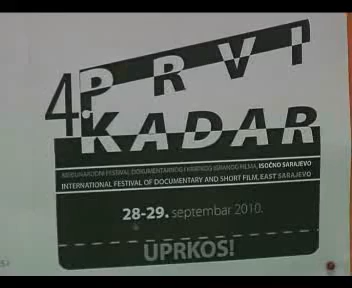 4. PRVI
KADAR
MEĐUNARODNI FESTIVAL DOKUMENTARNOG I KRATKOG IGRANOG FILMA, ISTOČNO SARAJEVO
INTERNATIONAL FESTIVAL OF DOCUMENTARY AND SHORT FILM, EAST SARAJEVO
28-29. septembar 2010.
UPRKOS!